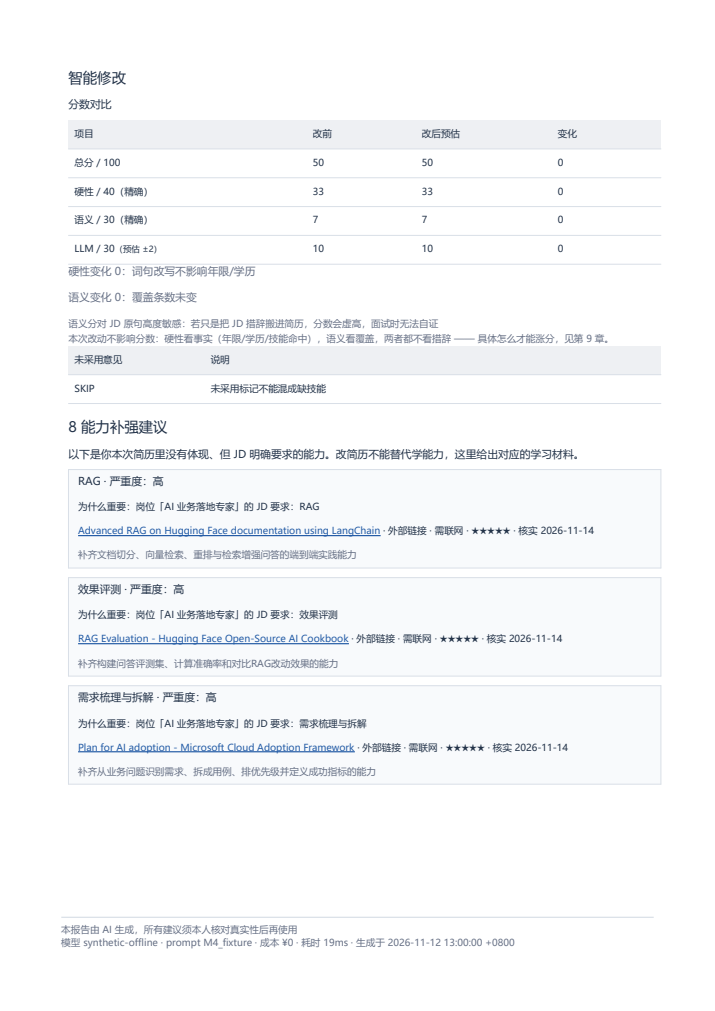 智能修改
分数对比
项目 改前 改后预估 变化
总分 / 100 50 50 0
硬性 / 40（精确） 33 33 0
语义 / 30（精确） 7 7 0
LLM / 30（预估 ±2） 10 10 0
硬性变化 0：词句改写不影响年限/学历
语义变化 0：覆盖条数未变
语义分对 JD 原句高度敏感：若只是把 JD 措辞搬进简历，分数会虚高，面试时无法自证
本次改动不影响分数：硬性看事实（年限/学历/技能命中），语义看覆盖，两者都不看措辞 —— 具体怎么才能涨分，见第 9 章。
未采用意见 说明
SKIP 未采用标记不能混成缺技能
8 能力补强建议
以下是你本次简历里没有体现、但 JD 明确要求的能力。改简历不能替代学能力，这里给出对应的学习材料。
RAG · 严重度：高
为什么重要：岗位「AI 业务落地专家」的 JD 要求：RAG
Advanced RAG on Hugging Face documentation using LangChain · 外部链接 · 需联网 · ★★★★★ · 核实 2026-11-14
补齐文档切分、向量检索、重排与检索增强问答的端到端实践能力
效果评测 · 严重度：高
为什么重要：岗位「AI 业务落地专家」的 JD 要求：效果评测
RAG Evaluation - Hugging Face Open-Source AI Cookbook · 外部链接 · 需联网 · ★★★★★ · 核实 2026-11-14
补齐构建问答评测集、计算准确率和对比RAG改动效果的能力
需求梳理与拆解 · 严重度：高
为什么重要：岗位「AI 业务落地专家」的 JD 要求：需求梳理与拆解
Plan for AI adoption - Microsoft Cloud Adoption Framework · 外部链接 · 需联网 · ★★★★★ · 核实 2026-11-14
补齐从业务问题识别需求、拆成用例、排优先级并定义成功指标的能力
本报告由 AI 生成，所有建议须本人核对真实性后再使用
模型 synthetic-offline · prompt M4_fixture · 成本 ¥0 · 耗时 19ms · 生成于 2026-11-12 13:00:00 +0800